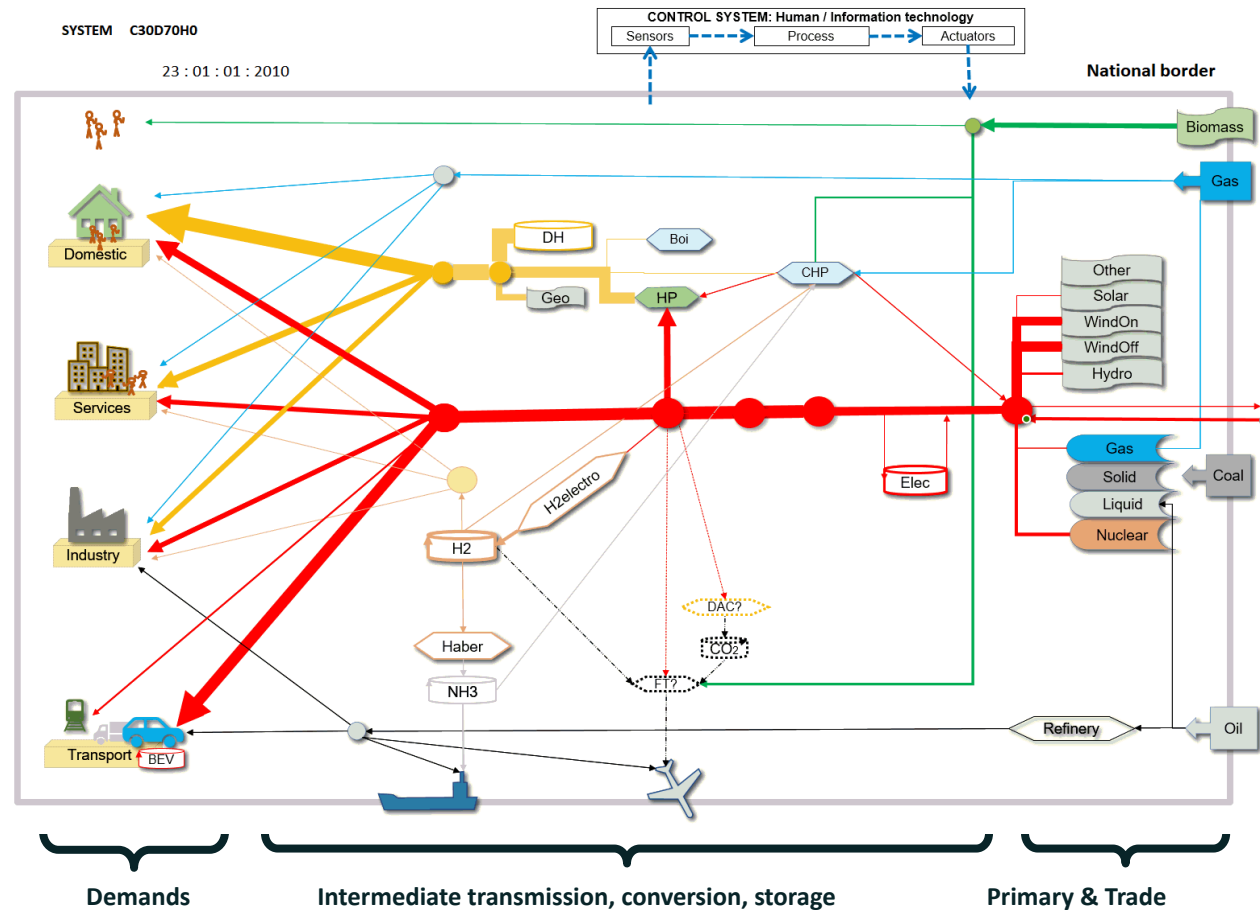 CONTROL SYSTEM: Human / Information technology
Sensors
Process
Actuators
SYSTEM C30D70H0
23 : 01 : 01 : 2010
National border
Biomass
Gas
Domestic
DH
Boi
Geo
HP
CHP
Other
Solar
WindOn
WindOff
Hydro
Services
Gas
Solid
Coal
Liquid
Nuclear
Elec
H2electro
H2
Industry
DAC?
CO2
Haber
FT?
NH3
Refinery
Oil
Transport
BEV
Demands
Intermediate transmission, conversion, storage
Primary & Trade